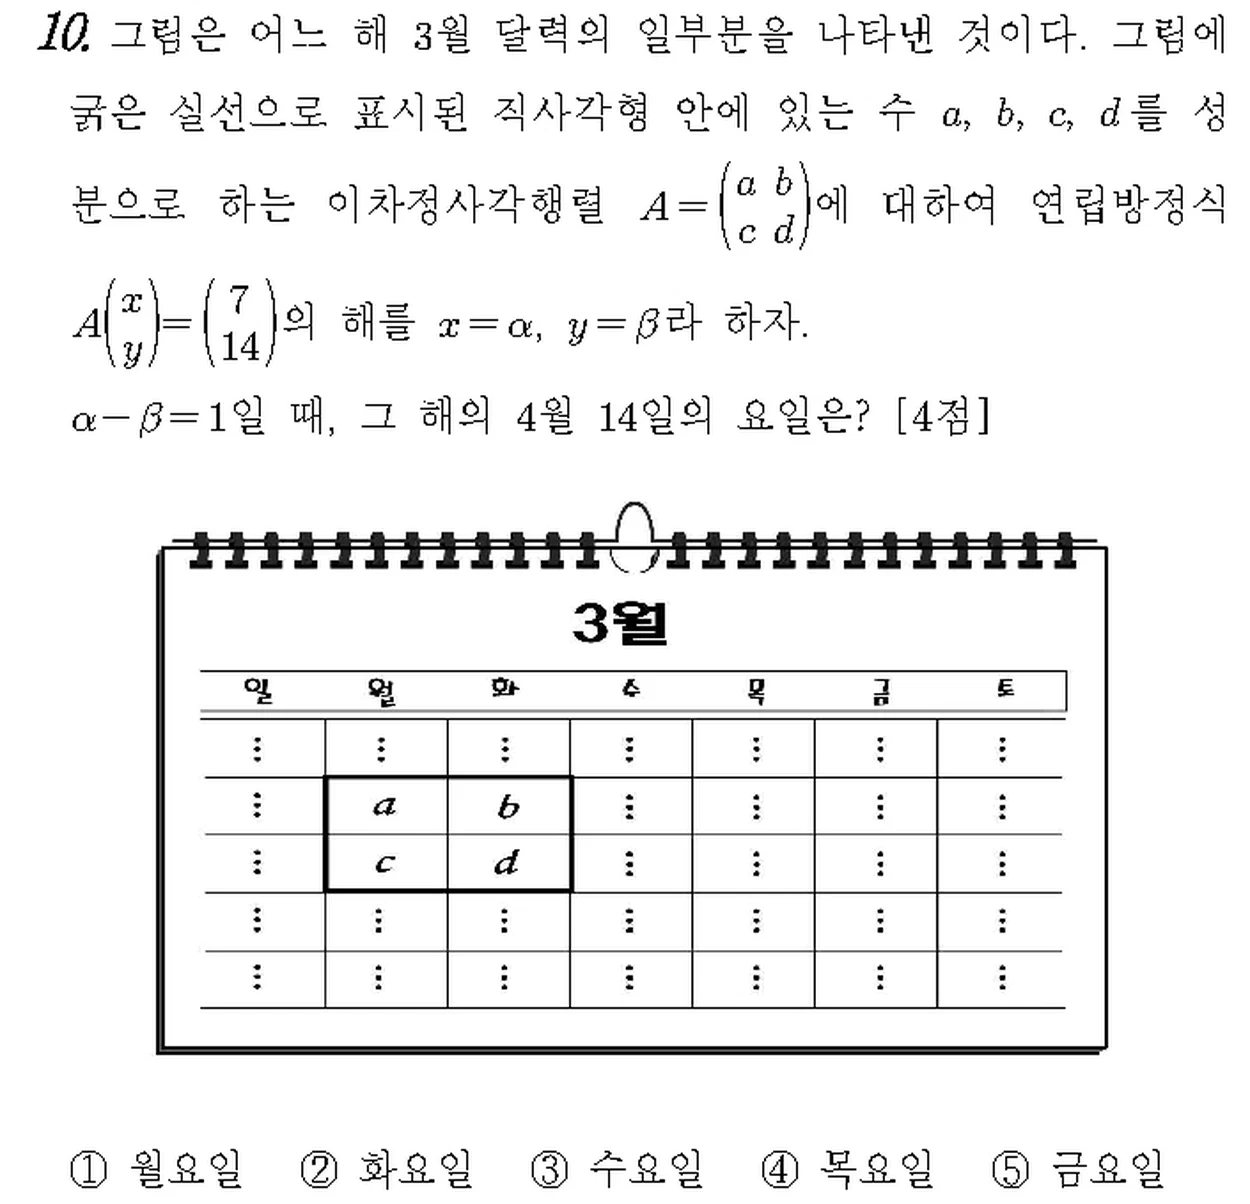 10. 그림은 어느 해 3월 달력의 일부분을 나타낸 것이다. 그림에
굵은 실선으로 표시된 직사각형 안에 있는 수 a, b, c, d를 성
분으로 하는 이차정사각행렬 A=(a b
c d)에 대하여 연립방정식
A(x
y)=(7
14)의 해를 x=α, y=β라 하자.
α-β=1일 때, 그 해의 4월 14일의 요일은? [4점]
3월
일 월 화 수 목 금 토
⋮ ⋮ ⋮ ⋮ ⋮ ⋮ ⋮
⋮ a b ⋮ ⋮ ⋮ ⋮
⋮ c d ⋮ ⋮ ⋮ ⋮
⋮ ⋮ ⋮ ⋮ ⋮ ⋮ ⋮
⋮ ⋮ ⋮ ⋮ ⋮ ⋮ ⋮
① 월요일 ② 화요일 ③ 수요일 ④ 목요일 ⑤ 금요일